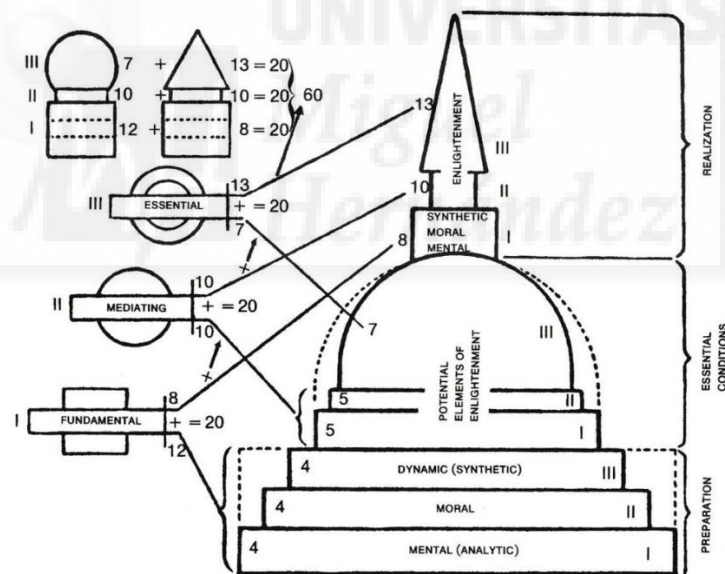 UNIVERSITAS
Miguel
Hernández
III 7 + 13 = 20
II 10 + 10 = 20 60
I 12 + 8 = 20
III ESSENTIAL 13
+ = 20
7
II MEDIATING 10
+ = 20
10
I FUNDAMENTAL 8
+ = 20
12
+
+
13
10
8
7
ENLIGHTENMENT
III
II
SYNTHETIC
MORAL
MENTAL
I
III
POTENTIAL
ELEMENTS OF
ENLIGHTENMENT
5 II
5 I
4 DYNAMIC (SYNTHETIC) III
4 MORAL II
4 MENTAL (ANALYTIC) I
REALIZATION
ESSENTIAL
CONDITIONS
PREPARATION